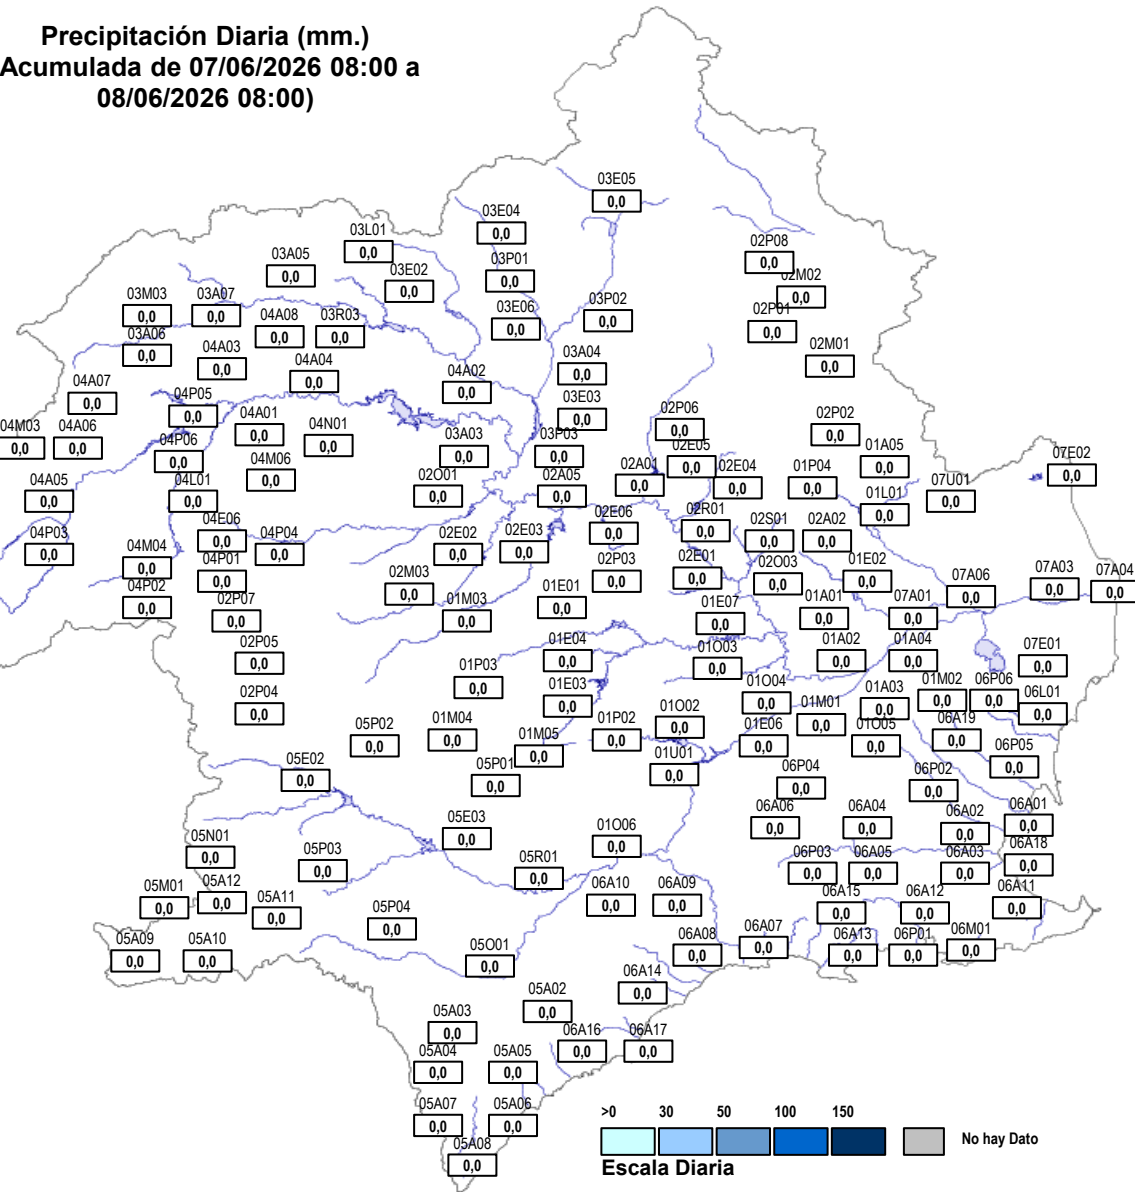 Precipitación Diaria (mm.)
Acumulada de 07/06/2026 08:00 a
08/06/2026 08:00)
03E05
0,0
03E04
0,0
03L01
0,0
02P08
0,0
03A05
0,0
03P01
0,0
03E02
0,0
02M02
0,0
03M03
0,0
03A07
0,0
03P02
0,0
04A08
0,0
03R03
0,0
03E06
0,0
02P01
0,0
03A06
0,0
04A03
0,0
03A04
0,0
02M01
0,0
04A04
0,0
04A02
0,0
04A07
0,0
04P05
0,0
03E03
0,0
02P06
0,0
02P02
0,0
04M03
0,0
04A06
0,0
04A01
0,0
04N01
0,0
03A03
0,0
03P03
0,0
02E05
0,0
01A05
0,0
07E02
0,0
04P06
0,0
04M06
0,0
02A01
0,0
02E04
0,0
01P04
0,0
04A05
0,0
04L01
0,0
02O01
0,0
02A05
0,0
07U01
0,0
01L01
0,0
04E06
0,0
02E06
0,0
02R01
0,0
02S01
0,0
02A02
0,0
04P03
0,0
04P04
0,0
02E02
0,0
02E03
0,0
04M04
0,0
04P01
0,0
02P03
0,0
02E01
0,0
02O03
0,0
01E02
0,0
07A03
0,0
07A04
0,0
04P02
0,0
02M03
0,0
01E01
0,0
07A06
0,0
02P07
0,0
01M03
0,0
01E07
0,0
01A01
0,0
07A01
0,0
02P05
0,0
01E04
0,0
01O03
0,0
01A02
0,0
01A04
0,0
07E01
0,0
01P03
0,0
02P04
0,0
01E03
0,0
01O04
0,0
01A03
0,0
01M02
0,0
06P06
0,0
06L01
0,0
05P02
0,0
01M04
0,0
01P02
0,0
01O02
0,0
01E06
0,0
01M01
0,0
01O05
0,0
06A19
0,0
01M05
0,0
06P05
0,0
05E02
0,0
05P01
0,0
01U01
0,0
06P04
0,0
06P02
0,0
05E03
0,0
01O06
0,0
06A06
0,0
06A04
0,0
06A02
0,0
06A01
0,0
05N01
0,0
05P03
0,0
05R01
0,0
06P03
0,0
06A05
0,0
06A03
0,0
06A18
0,0
05M01
0,0
05A12
0,0
05A11
0,0
06A10
0,0
06A09
0,0
06A15
0,0
06A12
0,0
06A11
0,0
05P04
0,0
05A09
0,0
05A10
0,0
05O01
0,0
06A08
0,0
06A07
0,0
06A13
0,0
06P01
0,0
06M01
0,0
06A14
0,0
05A02
0,0
05A03
0,0
06A16
0,0
06A17
0,0
05A04
0,0
05A05
0,0
05A07
0,0
05A06
0,0
05A08
0,0
>0 30 50 100 150
No hay Dato
Escala Diaria